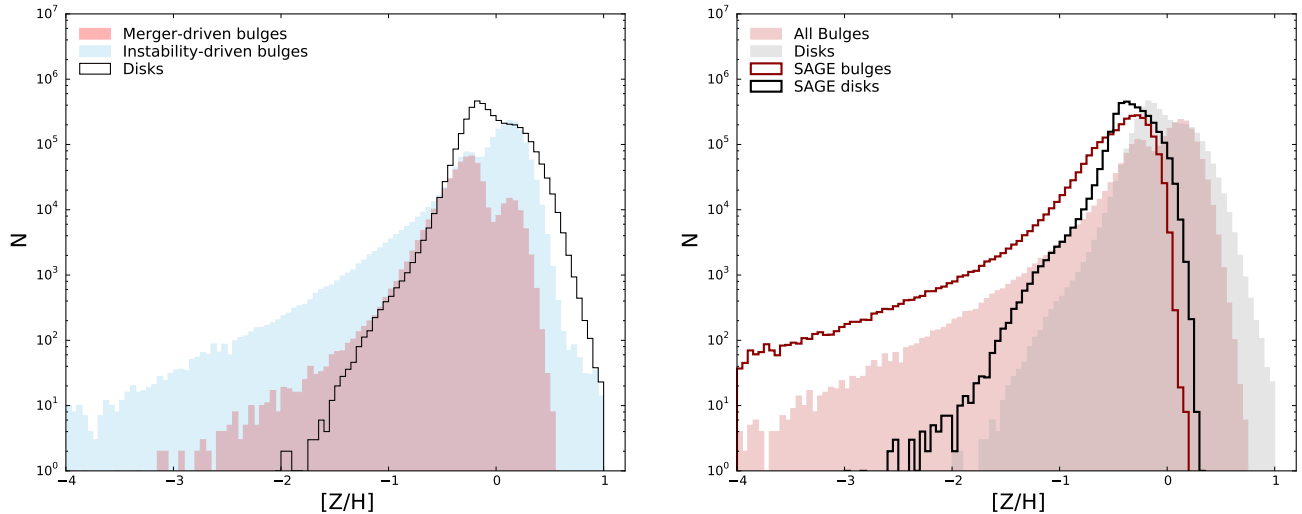 10^7
10^6
10^5
10^4
10^3
10^2
10^1
10^0
N
Merger-driven bulges
Instability-driven bulges
Disks
−4 −3 −2 −1 0 1
[Z/H]
10^7
10^6
10^5
10^4
10^3
10^2
10^1
10^0
N
All Bulges
Disks
SAGE bulges
SAGE disks
−4 −3 −2 −1 0 1
[Z/H]